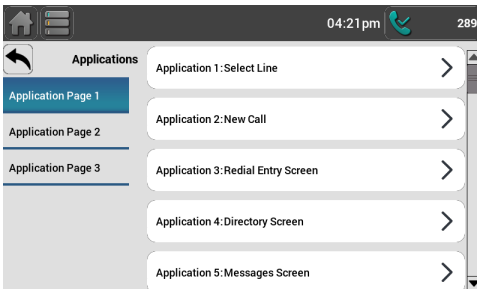 04:21pm 289
Applications
Application Page 1
Application Page 2
Application Page 3
Application 1:Select Line
Application 2:New Call
Application 3:Redial Entry Screen
Application 4:Directory Screen
Application 5:Messages Screen